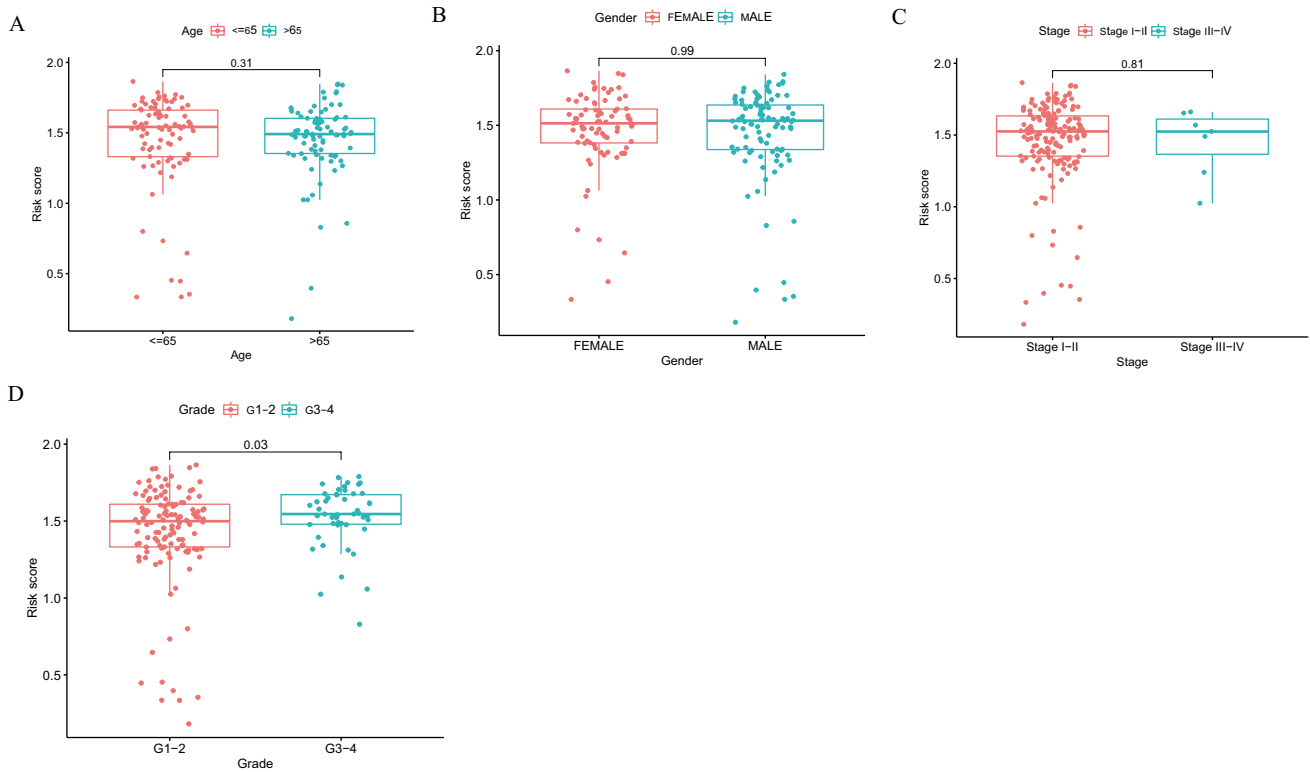 A
Age <=65 >65
2.0
1.5
1.0
0.5
Risk score
0.31
<=65 >65
Age
B
Gender FEMALE MALE
2.0
1.5
1.0
0.5
Risk score
0.99
FEMALE MALE
Gender
C
Stage Stage I-II Stage III-IV
2.0
1.5
1.0
0.5
Risk score
0.81
Stage I-II Stage III-IV
Stage
D
Grade G1-2 G3-4
2.0
1.5
1.0
0.5
Risk score
0.03
G1-2 G3-4
Grade